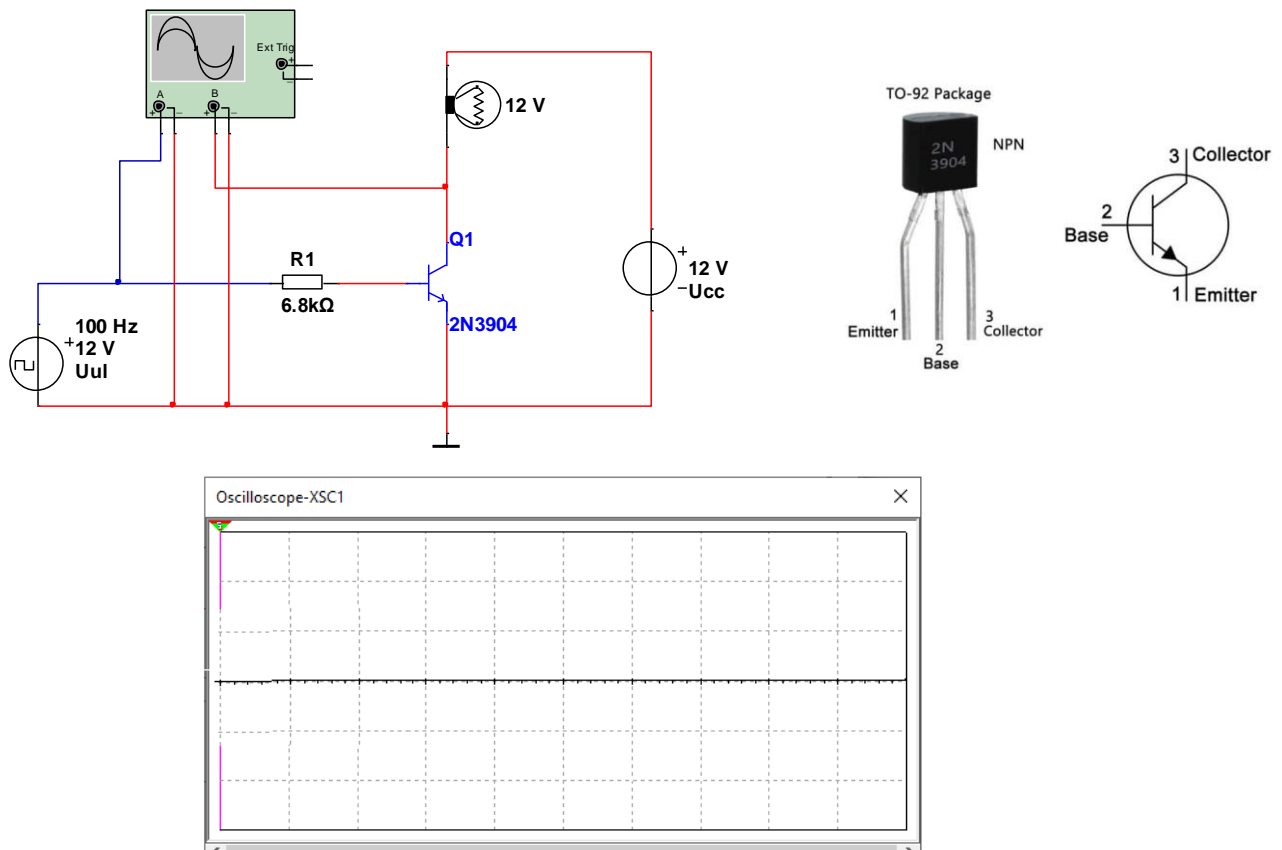 Ext Trig
+
−
A
B
+ −
+ −
12 V
Q1
R1
6.8kΩ
2N3904
100 Hz
+
12 V
Uul
+
12 V
−
Ucc
TO-92 Package
2N
3904
NPN
1
Emitter
2
Base
3
Collector
3 Collector
2
Base
1 Emitter
Oscilloscope-XSC1